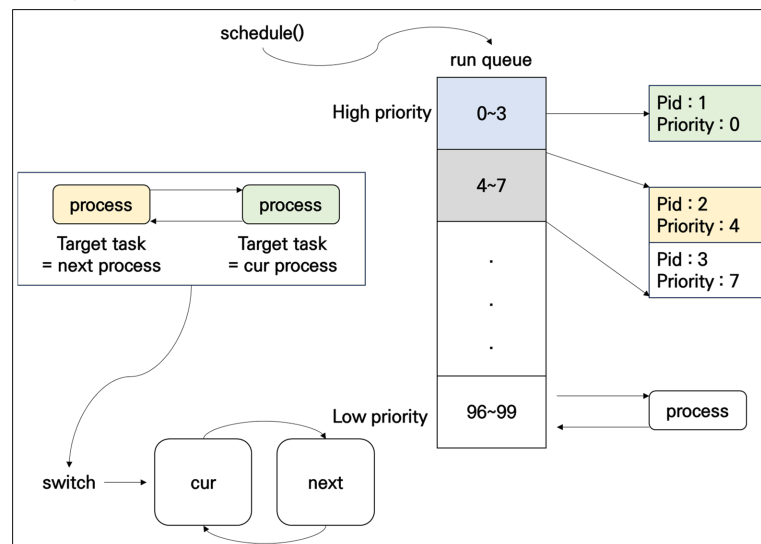 schedule()
run queue
High priority
0~3
Pid : 1
Priority : 0
4~7
Pid : 2
Priority : 4
Pid : 3
Priority : 7
process
process
Target task
= next process
Target task
= cur process
.
.
.
Low priority
96~99
process
switch
cur
next